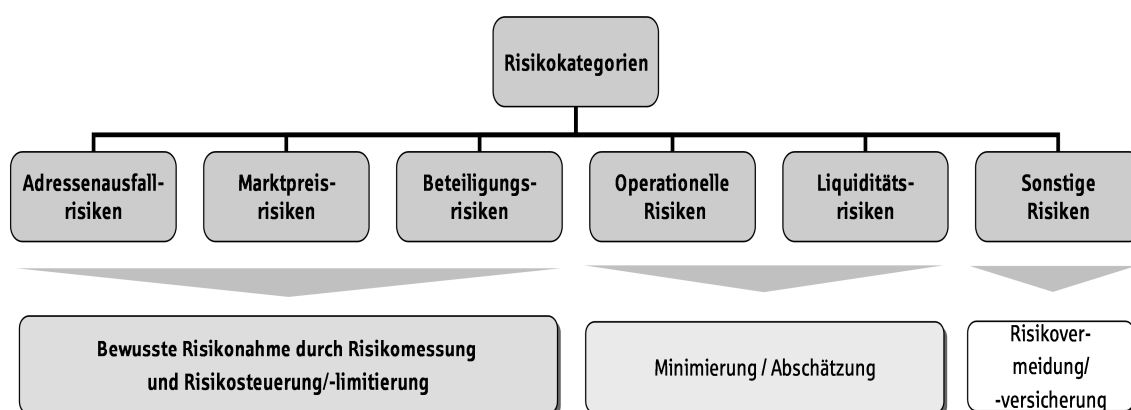 Risikokategorien
Adressenausfall-
risiken
Marktpreis-
risiken
Beteiligungs-
risiken
Operationelle
Risiken
Liquiditäts-
risiken
Sonstige
Risiken
Bewusste Risikonahme durch Risikomessung
und Risikosteuerung/-limitierung
Minimierung / Abschätzung
Risikover-
meidung/
-versicherung